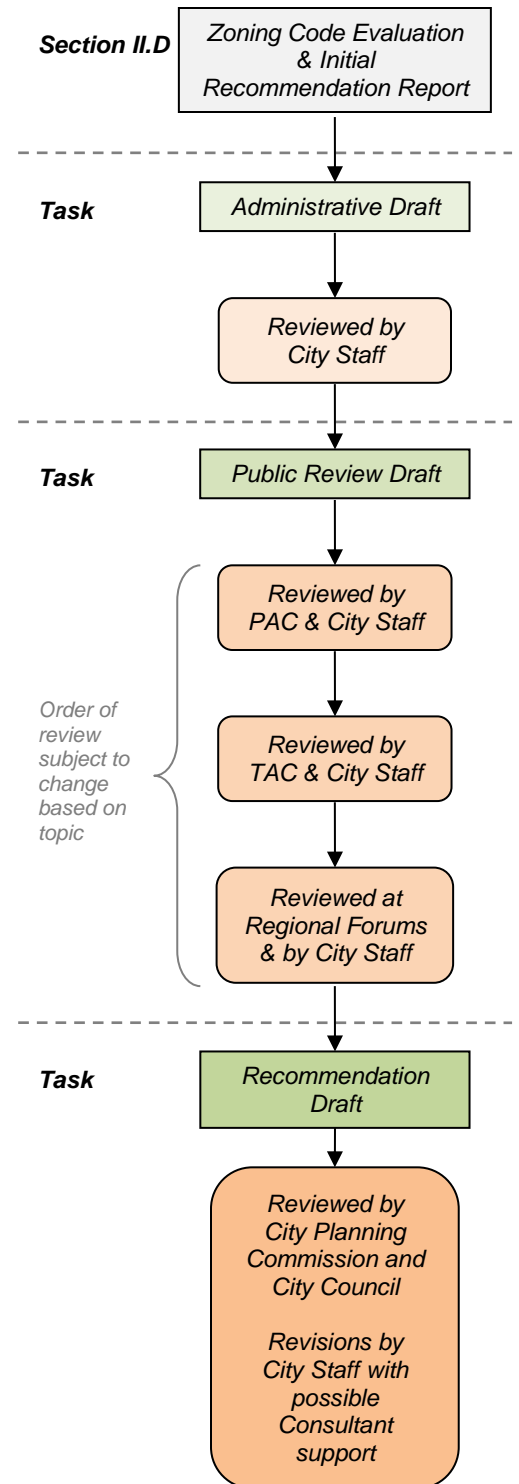 Section II.D
Zoning Code Evaluation
& Initial
Recommendation Report
Task
Administrative Draft
Reviewed by
City Staff
Task
Public Review Draft
Reviewed by
PAC & City Staff
Order of
review
subject to
change
based on
topic
Reviewed by
TAC & City Staff
Reviewed at
Regional Forums
& by City Staff
Task
Recommendation
Draft
Reviewed by
City Planning
Commission and
City Council
Revisions by
City Staff with
possible
Consultant
support